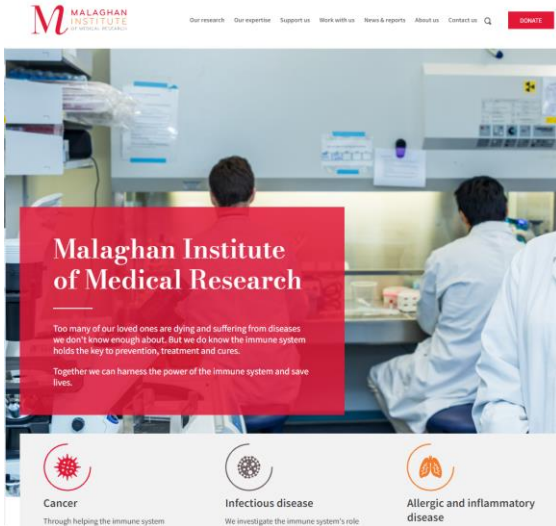 MALAGHAN
INSTITUTE
OF MEDICAL RESEARCH
Our research Our expertise Support us Work with us News & reports About us Contact us DONATE
Malaghan Institute
of Medical Research
Too many of our loved ones are dying and suffering from diseases
we don't know enough about. But we do know the immune system
holds the key to prevention, treatment and cures.
Together we can harness the power of the immune system and save
lives.
Cancer
Through helping the immune system
Infectious disease
We investigate the immune system's role
Allergic and inflammatory
disease